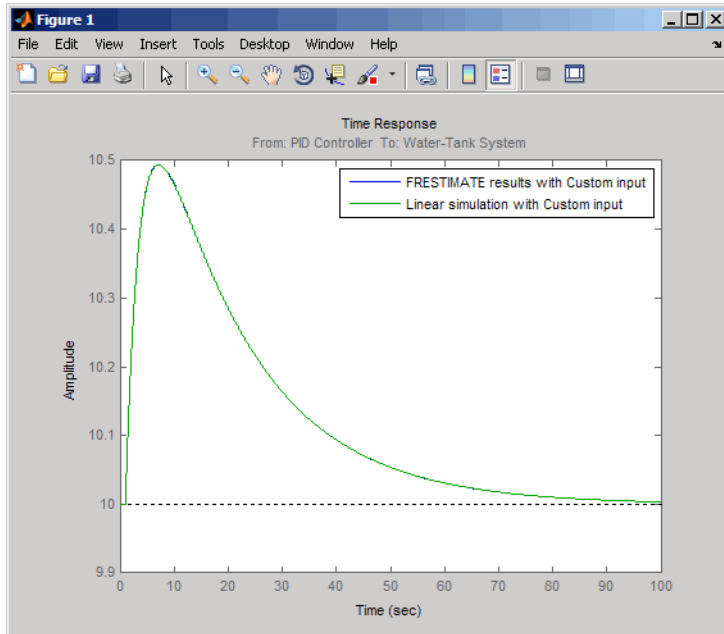 Figure 1
File Edit View Insert Tools Desktop Window Help
Time Response
From: PID Controller To: Water-Tank System
FRESTIMATE results with Custom input
Linear simulation with Custom input
Amplitude
10.5
10.4
10.3
10.2
10.1
10
9.9
0 10 20 30 40 50 60 70 80 90 100
Time (sec)